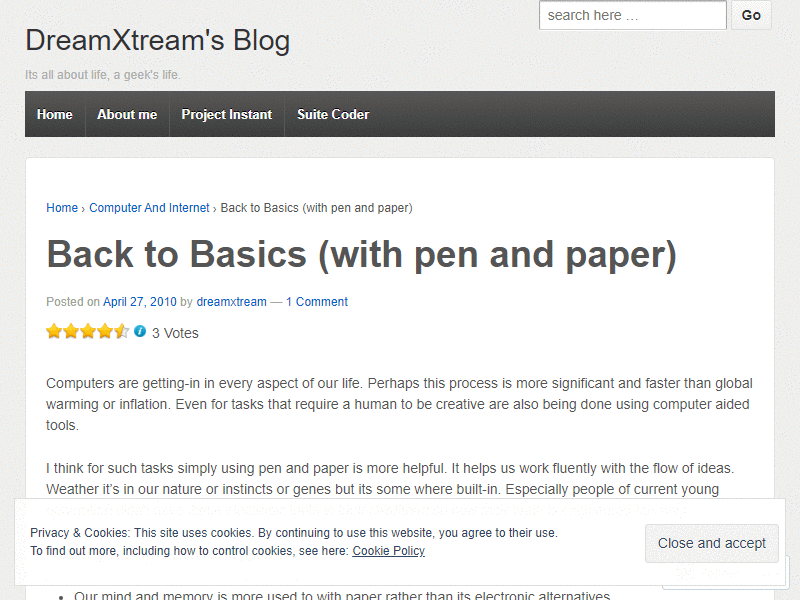 search here …
Go
DreamXtream's Blog
Its all about life, a geek's life.
Home
About me
Project Instant
Suite Coder
Home › Computer And Internet › Back to Basics (with pen and paper)
Back to Basics (with pen and paper)
Posted on April 27, 2010 by dreamxtream — 1 Comment
3 Votes
Computers are getting-in in every aspect of our life. Perhaps this process is more significant and faster than global
warming or inflation. Even for tasks that require a human to be creative are also being done using computer aided
tools.
I think for such tasks simply using pen and paper is more helpful. It helps us work fluently with the flow of ideas.
Weather it's in our nature or instincts or genes but its some where built-in. Especially people of current young
Privacy & Cookies: This site uses cookies. By continuing to use this website, you agree to their use.
To find out more, including how to control cookies, see here: Cookie Policy
Close and accept
Our mind and memory is more used to with paper rather than its electronic alternatives